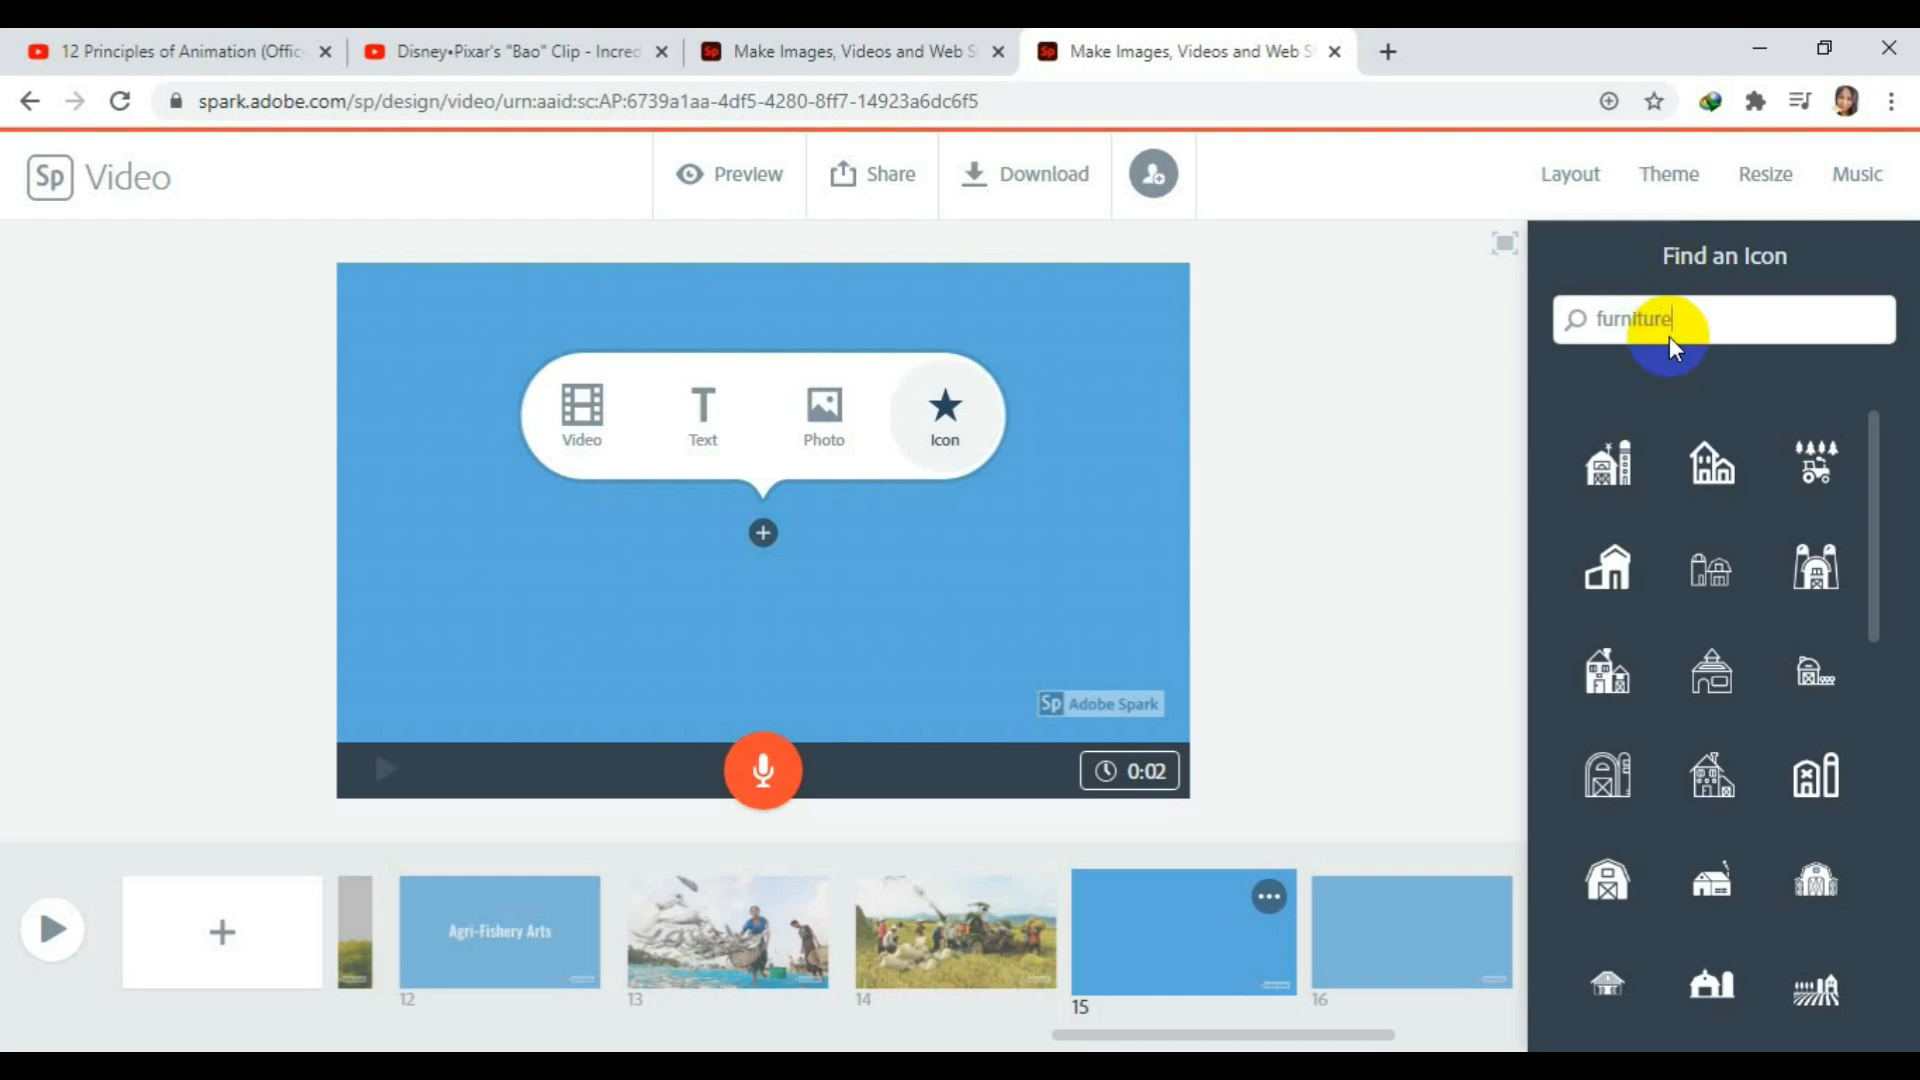 12 Principles of Animation (Offic
Disney•Pixar's "Bao" Clip - Incred
Sp Make Images, Videos and Web S
Sp Make Images, Videos and Web S
spark.adobe.com/sp/design/video/urn:aaid:sc:AP:6739a1aa-4df5-4280-8ff7-14923a6dc6f5
Sp Video
Preview
Share
Download
Layout
Theme
Resize
Music
Find an Icon
furniture
Video
Text
Photo
Icon
Sp Adobe Spark
0:02
Agri-Fishery Arts
12
13
14
15
16